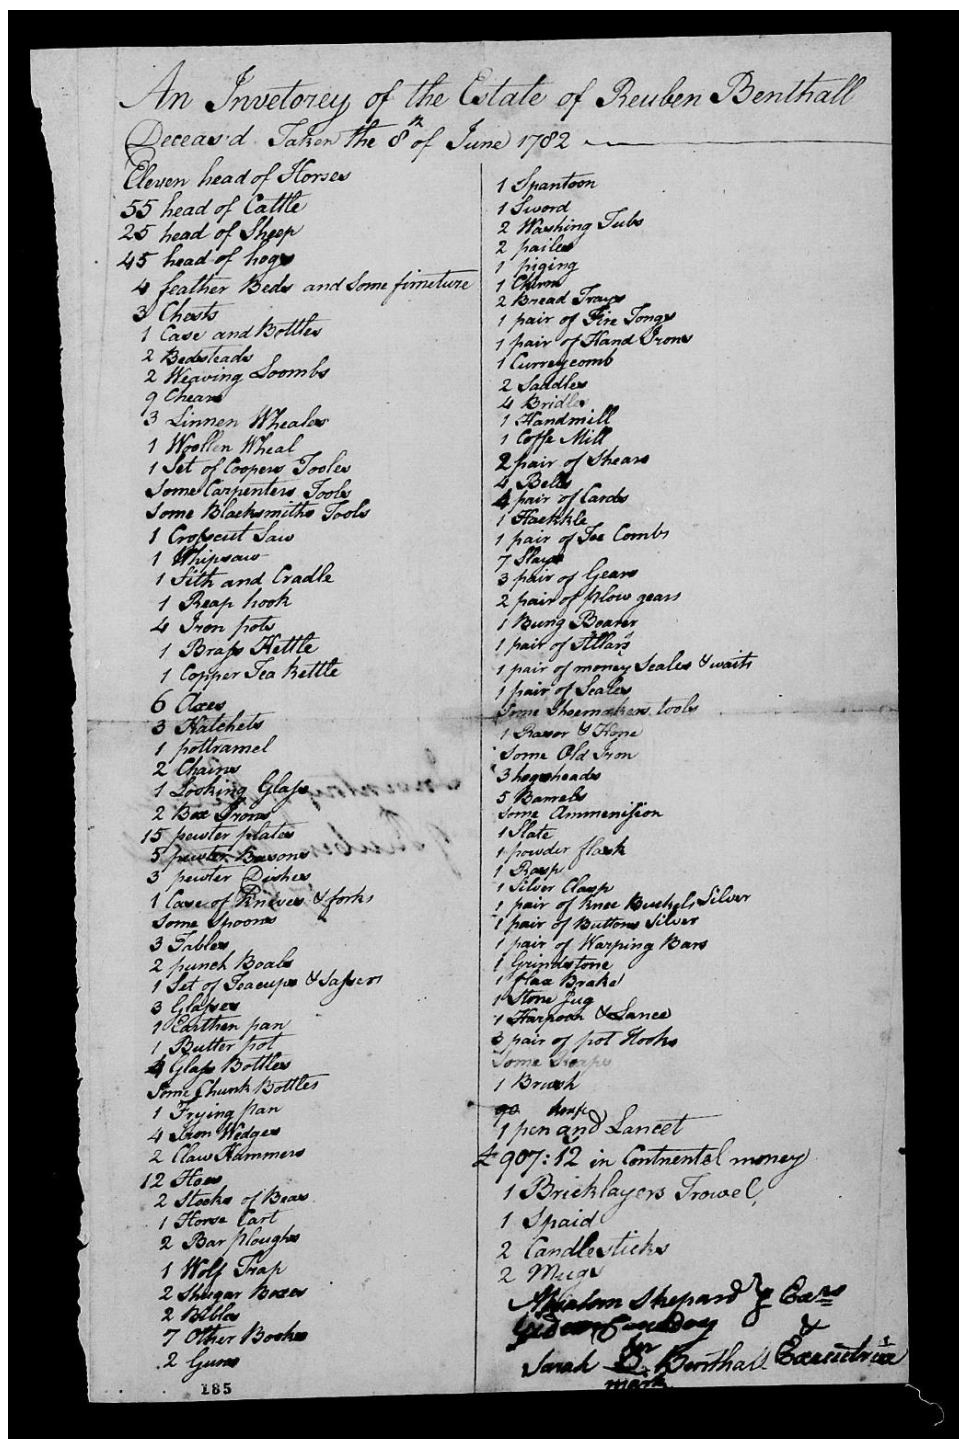 An Invetorey of the Estate of Reuben Benthall
Deceas'd Taken the 8th of June 1782
Eleven head of Horses
55 head of Cattle
25 head of Sheep
45 head of hogs
4 feather Beds and Some firneture
3 Chests
1 Case and Bottles
2 Bedsteads
2 Weaving Loombs
9 Chears
3 Linnen Wheales
1 Woollen Wheal
1 Set of Coopers Tooles
Some Carpenters Tools
Some Blacksmiths Tools
1 Crosscut Saw
1 Whipsaw
1 Sith and Cradle
1 Reap hook
4 Iron pots
1 Brass Kettle
1 Copper Tea Kettle
6 Axes
3 Hatchets
1 pottramel
2 Chains
1 Looking Glass
2 Box Irons
15 pewter plates
5 pewter Basons
3 pewter Dishes
1 Case of Knives & forks
Some Spoons
3 Tables
2 punch Boals
1 Set of Teacups & Sassers
3 Glasses
1 Earthen pan
1 Butter pot
4 Glass Bottles
Some Chunk Bottles
1 Frying pan
4 Iron Wedges
2 Claw Hammers
12 Hoes
2 Stocks of Beas
1 Horse Cart
2 Bar Ploughs
1 Wolf Trap
2 Shugar Boxes
2 Bibles
7 Other Books
2 Guns
185
1 Spantoon
1 Sword
2 Washing Tubs
2 pailes
1 piging
1 Churn
2 Bread Trays
1 pair of Fire Tongs
1 pair of Hand Irons
1 Curreycomb
2 Saddles
4 Bridles
1 Handmill
1 Coffe Mill
2 pair of Shears
4 Bells
4 pair of Cards
1 Hackkle
1 pair of Combs
7 Slays
3 pair of Gears
2 pair of plow gears
1 Bung Boarer
1 pair of
1 pair of money Scales & waits
1 pair of Scales
Some Shoemakers tools
1 Rasor & Hone
Some Old Iron
3 hogsheads
5 Barrels
Some Ammenision
1 Slate
1 powder flask
1 Rasp
1 Silver Clasp
1 pair of Knee Buckels Silver
1 pair of Buttons Silver
1 pair of Warping Bars
1 Grindstone
1 flax Brake
1 Stone Jug
1 Harpoon & Lance
3 pair of pot Hooks
Some
1 Brush
1 pen and Lancet
£ 907:12 in Contnental money
1 Bricklayers Trowel
1 Spaid
2 Candlesticks
2 Mugs
Absalom Shepard } Exrs
&
Sarah her Benthall Executrix
mark